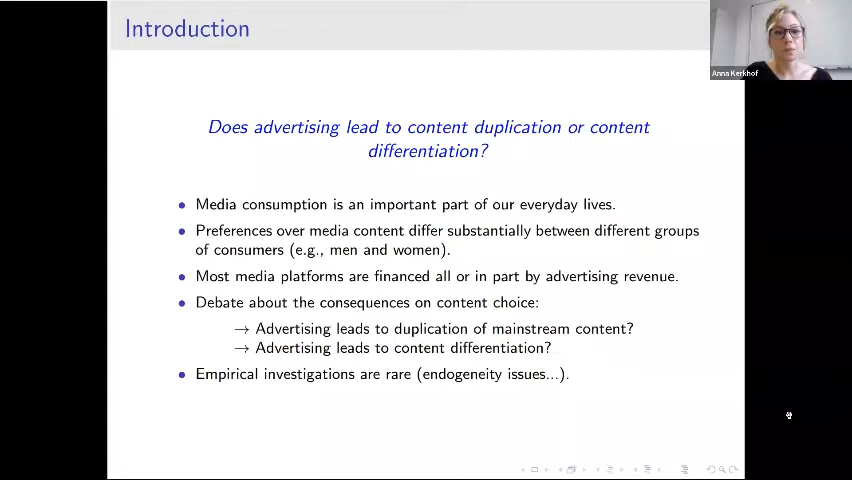 Introduction
Anna Kerkhof
Does advertising lead to content duplication or content
differentiation?
• Media consumption is an important part of our everyday lives.
• Preferences over media content differ substantially between different groups
of consumers (e.g., men and women).
• Most media platforms are financed all or in part by advertising revenue.
• Debate about the consequences on content choice:
→ Advertising leads to duplication of mainstream content?
→ Advertising leads to content differentiation?
• Empirical investigations are rare (endogeneity issues...).